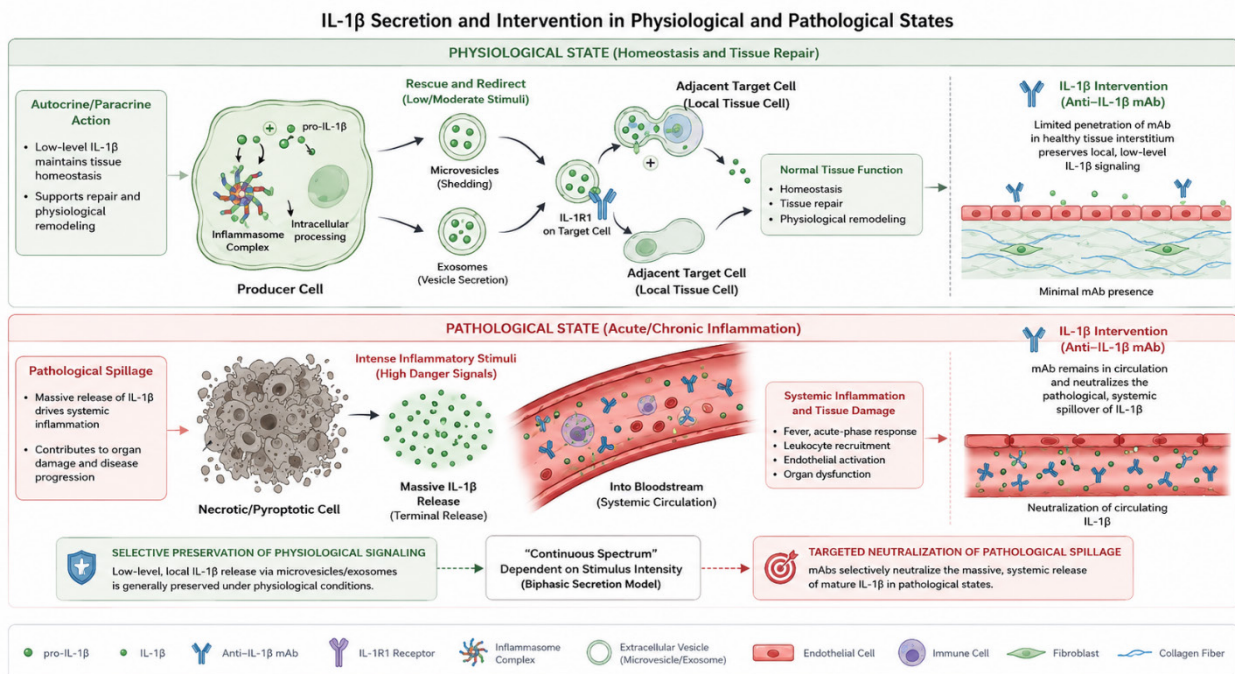 IL-1β Secretion and Intervention in Physiological and Pathological States
PHYSIOLOGICAL STATE (Homeostasis and Tissue Repair)
Autocrine/Paracrine
Action
• Low-level IL-1β
maintains tissue
homeostasis
• Supports repair and
physiological
remodeling
pro-IL-1β
+
Inflammasome
Complex
Intracellular
processing
Producer Cell
Rescue and Redirect
(Low/Moderate Stimuli)
Microvesicles
(Shedding)
Exosomes
(Vesicle Secretion)
IL-1R1
on Target Cell
Adjacent Target Cell
(Local Tissue Cell)
+
Adjacent Target Cell
(Local Tissue Cell)
Normal Tissue Function
• Homeostasis
• Tissue repair
• Physiological remodeling
IL-1β Intervention
(Anti–IL-1β mAb)
Limited penetration of mAb
in healthy tissue interstitium
preserves local, low-level
IL-1β signaling
Minimal mAb presence
PATHOLOGICAL STATE (Acute/Chronic Inflammation)
Pathological Spillage
• Massive release of IL-1β
drives systemic
inflammation
• Contributes to organ
damage and disease
progression
Necrotic/Pyroptotic Cell
Intense Inflammatory Stimuli
(High Danger Signals)
Massive IL-1β
Release
(Terminal Release)
Into Bloodstream
(Systemic Circulation)
Systemic Inflammation
and Tissue Damage
• Fever, acute-phase response
• Leukocyte recruitment
• Endothelial activation
• Organ dysfunction
IL-1β Intervention
(Anti–IL-1β mAb)
mAb remains in circulation
and neutralizes the
pathological, systemic
spillover of IL-1β
Neutralization of circulating
IL-1β
SELECTIVE PRESERVATION OF PHYSIOLOGICAL SIGNALING
Low-level, local IL-1β release via microvesicles/exosomes
is generally preserved under physiological conditions.
"Continuous Spectrum"
Dependent on Stimulus Intensity
(Biphasic Secretion Model)
TARGETED NEUTRALIZATION OF PATHOLOGICAL SPILLAGE
mAbs selectively neutralize the massive, systemic release
of mature IL-1β in pathological states.
pro-IL-1β
IL-1β
Anti–IL-1β mAb
IL-1R1 Receptor
Inflammasome
Complex
Extracellular Vesicle
(Microvesicle/Exosome)
Endothelial Cell
Immune Cell
Fibroblast
Collagen Fiber